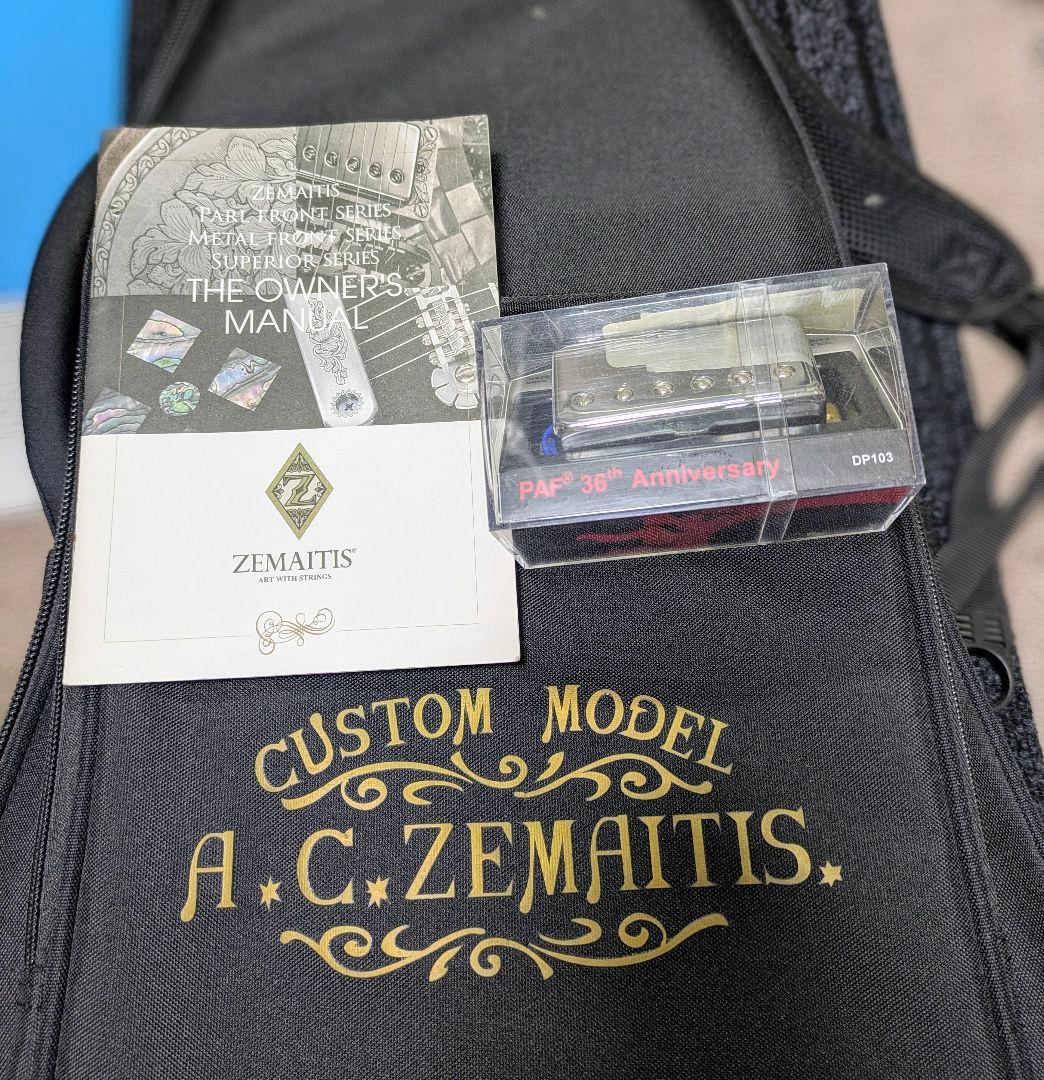 ZEMAITIS
PARL FRONT SERIES
METAL FRONT SERIES
SUPERIOR SERIES
THE OWNER'S
MANUAL
Z
ZEMAITIS®
ART WITH STRINGS
PAF® 36th Anniversary
DP103
CUSTOM MODEL
A.C.ZEMAITIS.